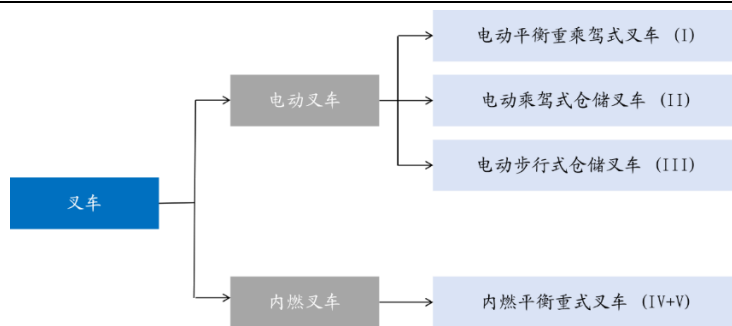 电动平衡重乘驾式叉车 (I)
电动叉车
电动乘驾式仓储叉车 (II)
电动步行式仓储叉车 (III)
叉车
内燃叉车
内燃平衡重式叉车 (IV+V)